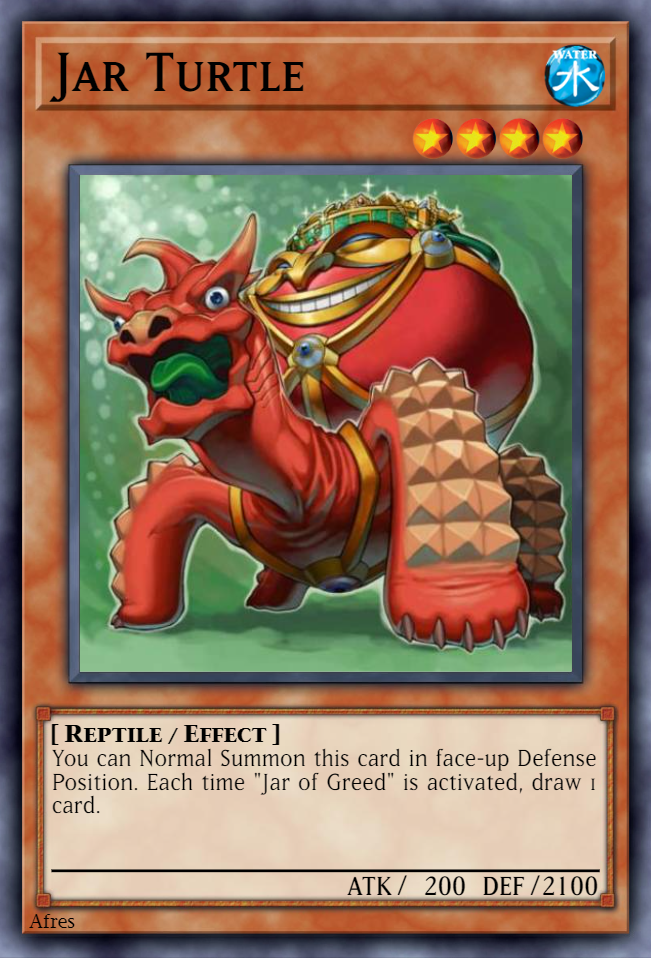 Jar Turtle
WATER
水
[ Reptile / Effect ]
You can Normal Summon this card in face-up Defense
Position. Each time "Jar of Greed" is activated, draw 1
card.
ATK / 200 DEF /2100
Afres